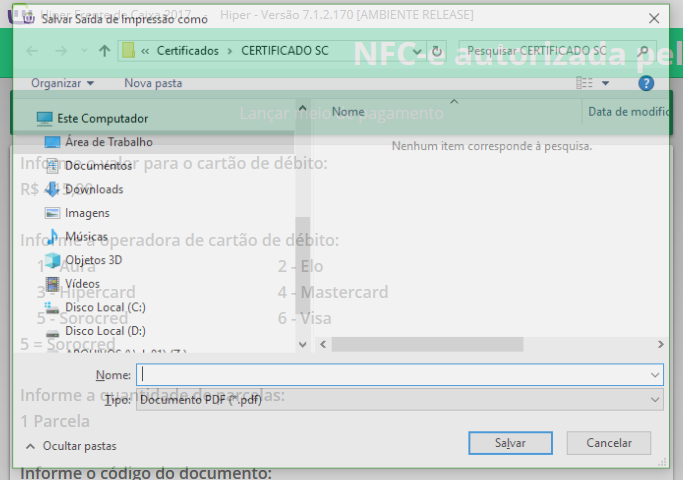 Hiper Frente de Caixa 2017 Hiper - Versão 7.1.2.170 [AMBIENTE RELEASE]
Salvar Saída de Impressão como
NFC-e autorizada pel
Certificados CERTIFICADO SC
Pesquisar CERTIFICADO SC
Organizar Nova pasta
Lançar meio de pagamento
Este Computador
Nome Data de modific
Área de Trabalho
Nenhum item corresponde à pesquisa.
Informe o valor para o cartão de débito:
Documentos
R$
Downloads
Imagens
Músicas
Informe a operadora de cartão de débito:
Objetos 3D
1 - Aura 2 - Elo
Vídeos
3 - Hipercard 4 - Mastercard
Disco Local (C:)
5 - Sorocred 6 - Visa
Disco Local (D:)
5 = Sorocred
Nome:
Informe a quantidade de parcelas:
Tipo: Documento PDF (*.pdf)
1 Parcela
Ocultar pastas Salvar Cancelar
Informe o código do documento: